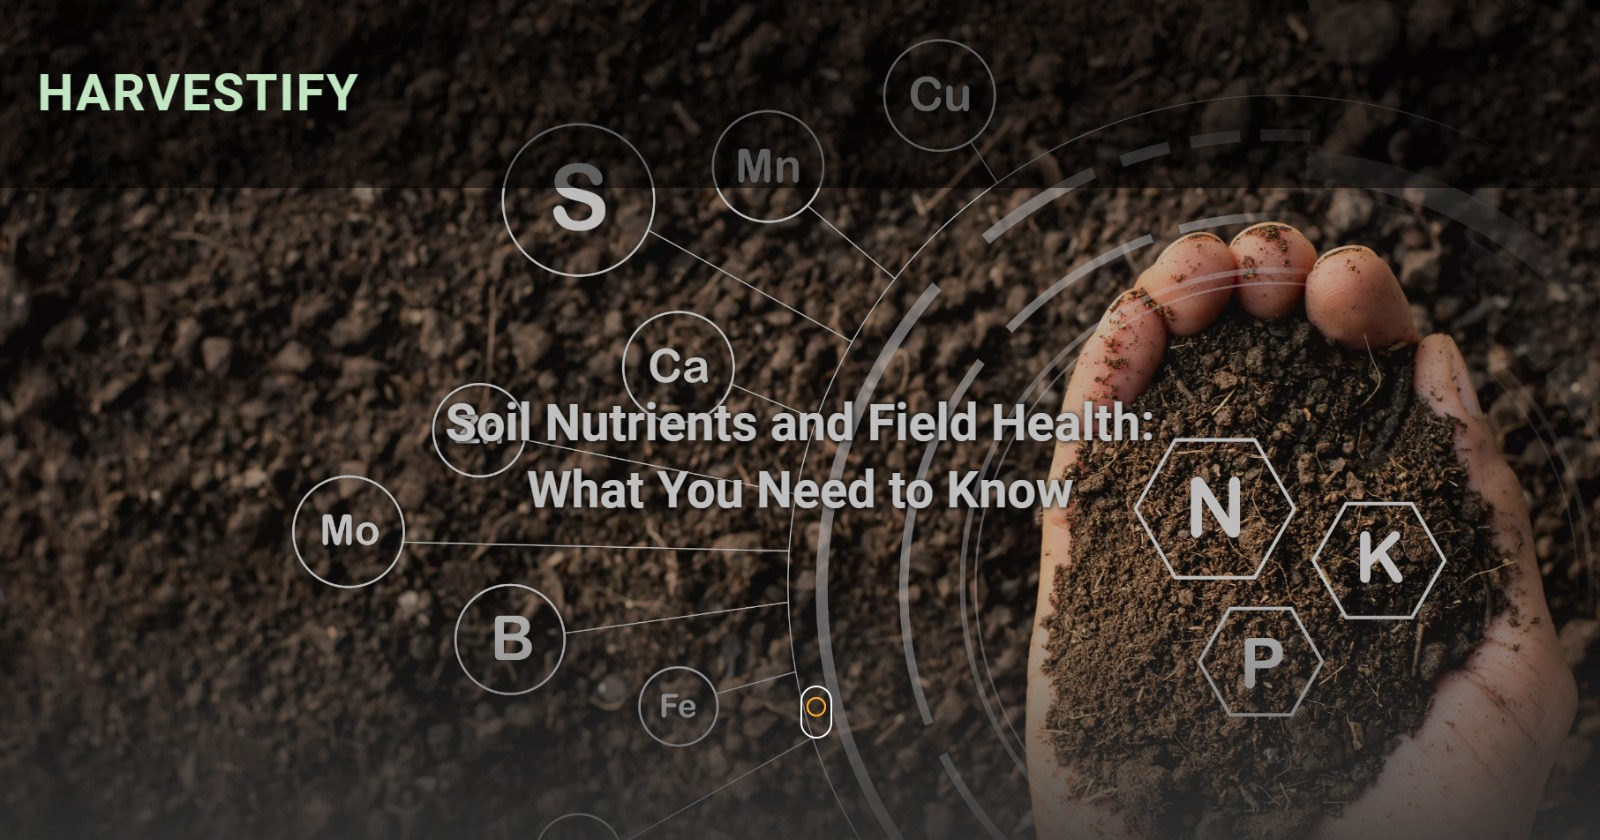 HARVESTIFY
Cu
Mn
S
Ca
Soil Nutrients and Field Health:
What You Need to Know
Mo
N
K
B
P
Fe